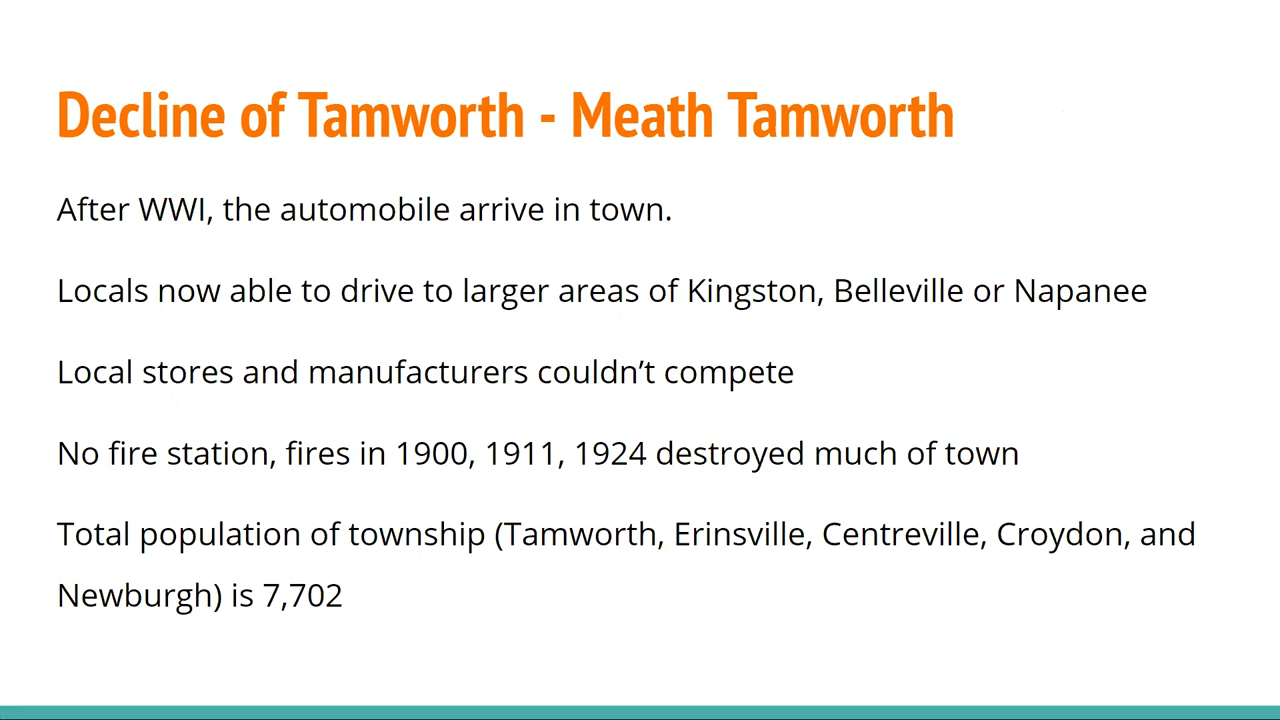 Decline of Tamworth - Meath Tamworth
After WWI, the automobile arrive in town.
Locals now able to drive to larger areas of Kingston, Belleville or Napanee
Local stores and manufacturers couldn’t compete
No fire station, fires in 1900, 1911, 1924 destroyed much of town
Total population of township (Tamworth, Erinsville, Centreville, Croydon, and
Newburgh) is 7,702